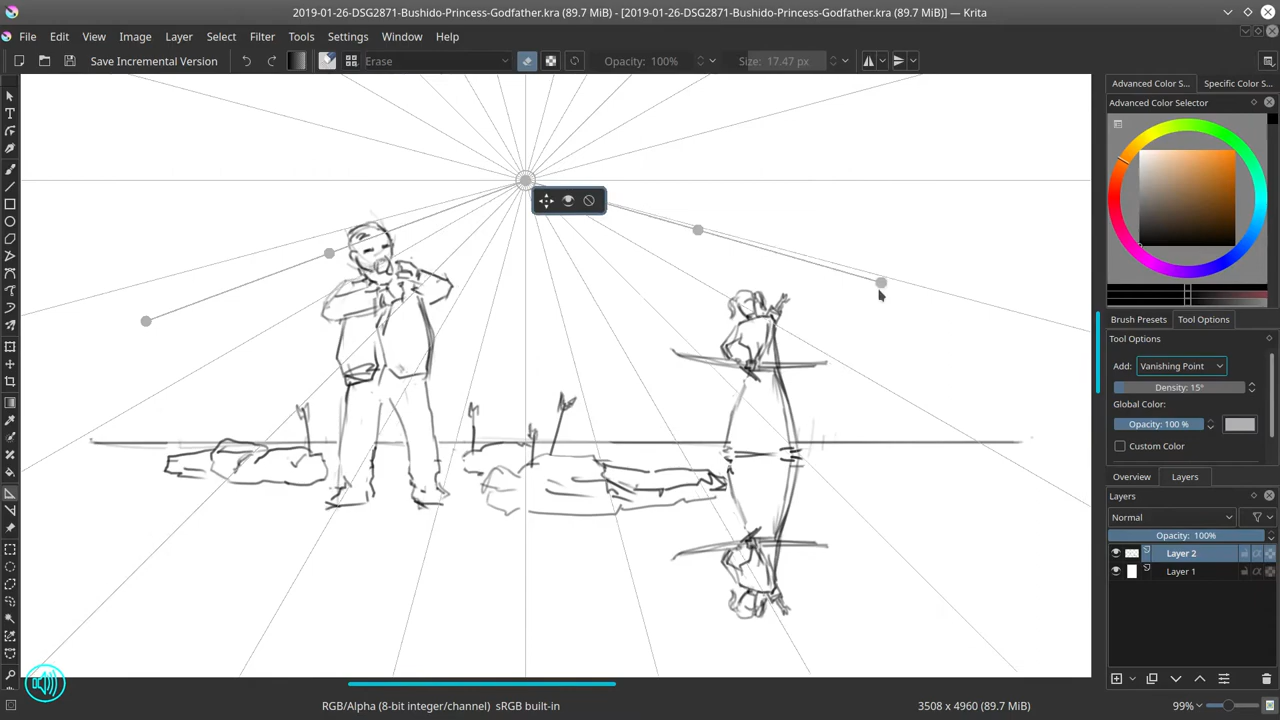 2019-01-26-DSG2871-Bushido-Princess-Godfather.kra (89.7 MiB) - [2019-01-26-DSG2871-Bushido-Princess-Godfather.kra (89.7 MiB)] — Krita
File Edit View Image Layer Select Filter Tools Settings Window Help
Save Incremental Version Erase Opacity: 100% Size: 17.47 px
Advanced Color S... Specific Color S...
Advanced Color Selector
Brush Presets Tool Options
Tool Options
Add: Vanishing Point
Density: 15°
Global Color:
Opacity: 100 %
Custom Color
Overview Layers
Layers
Normal
Opacity: 100%
Layer 2
Layer 1
RGB/Alpha (8-bit integer/channel) sRGB built-in 3508 x 4960 (89.7 MiB) 99%